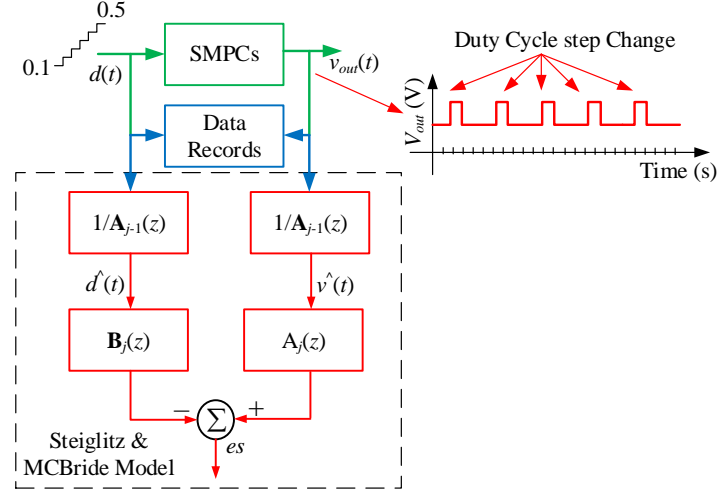 0.5
0.1
d(t)
SMPCs
v_out(t)
Duty Cycle step Change
V_out (V)
Time (s)
Data
Records
1/A_j-1(z)
1/A_j-1(z)
d^(t)
v^(t)
B_j(z)
A_j(z)
− Σ +
es
Steiglitz &
MCBride Model